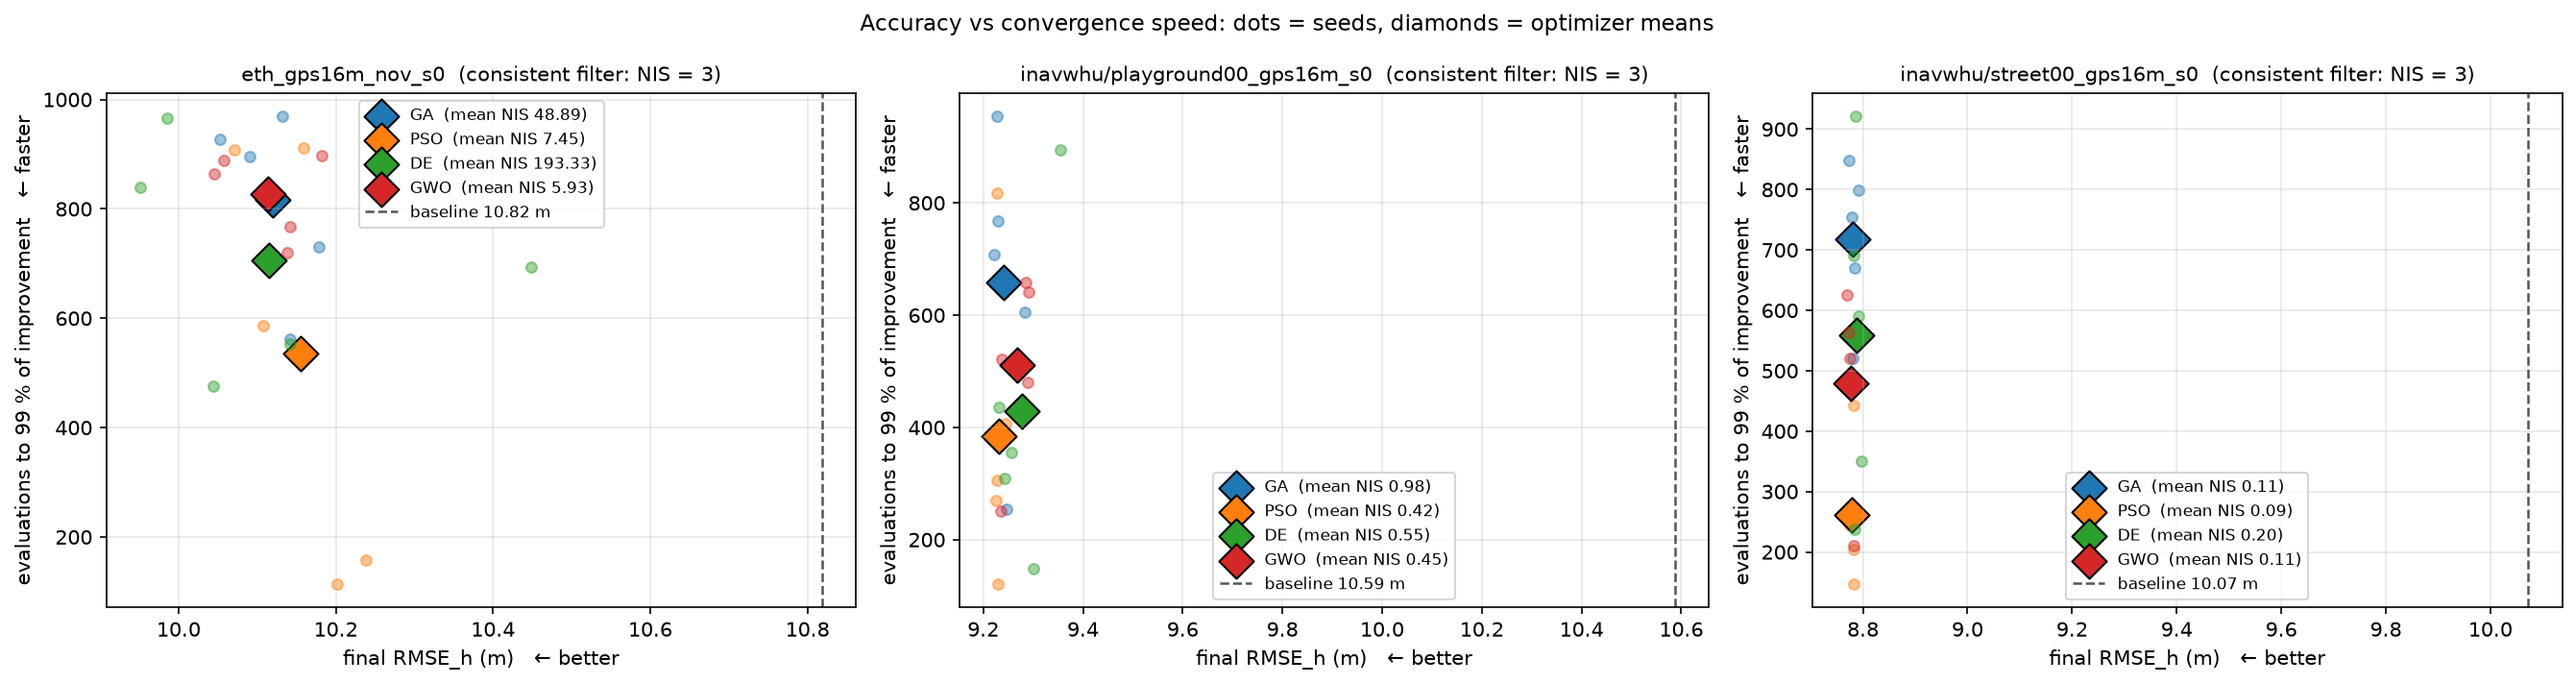 Accuracy vs convergence speed: dots = seeds, diamonds = optimizer means
eth_gps16m_nov_s0 (consistent filter: NIS = 3)
evaluations to 99 % of improvement ← faster
1000
800
600
400
200
GA (mean NIS 48.89)
PSO (mean NIS 7.45)
DE (mean NIS 193.33)
GWO (mean NIS 5.93)
baseline 10.82 m
10.0 10.2 10.4 10.6 10.8
final RMSE_h (m) ← better
inavwhu/playground00_gps16m_s0 (consistent filter: NIS = 3)
evaluations to 99 % of improvement ← faster
800
600
400
200
GA (mean NIS 0.98)
PSO (mean NIS 0.42)
DE (mean NIS 0.55)
GWO (mean NIS 0.45)
baseline 10.59 m
9.2 9.4 9.6 9.8 10.0 10.2 10.4 10.6
final RMSE_h (m) ← better
inavwhu/street00_gps16m_s0 (consistent filter: NIS = 3)
evaluations to 99 % of improvement ← faster
900
800
700
600
500
400
300
200
GA (mean NIS 0.11)
PSO (mean NIS 0.09)
DE (mean NIS 0.20)
GWO (mean NIS 0.11)
baseline 10.07 m
8.8 9.0 9.2 9.4 9.6 9.8 10.0
final RMSE_h (m) ← better